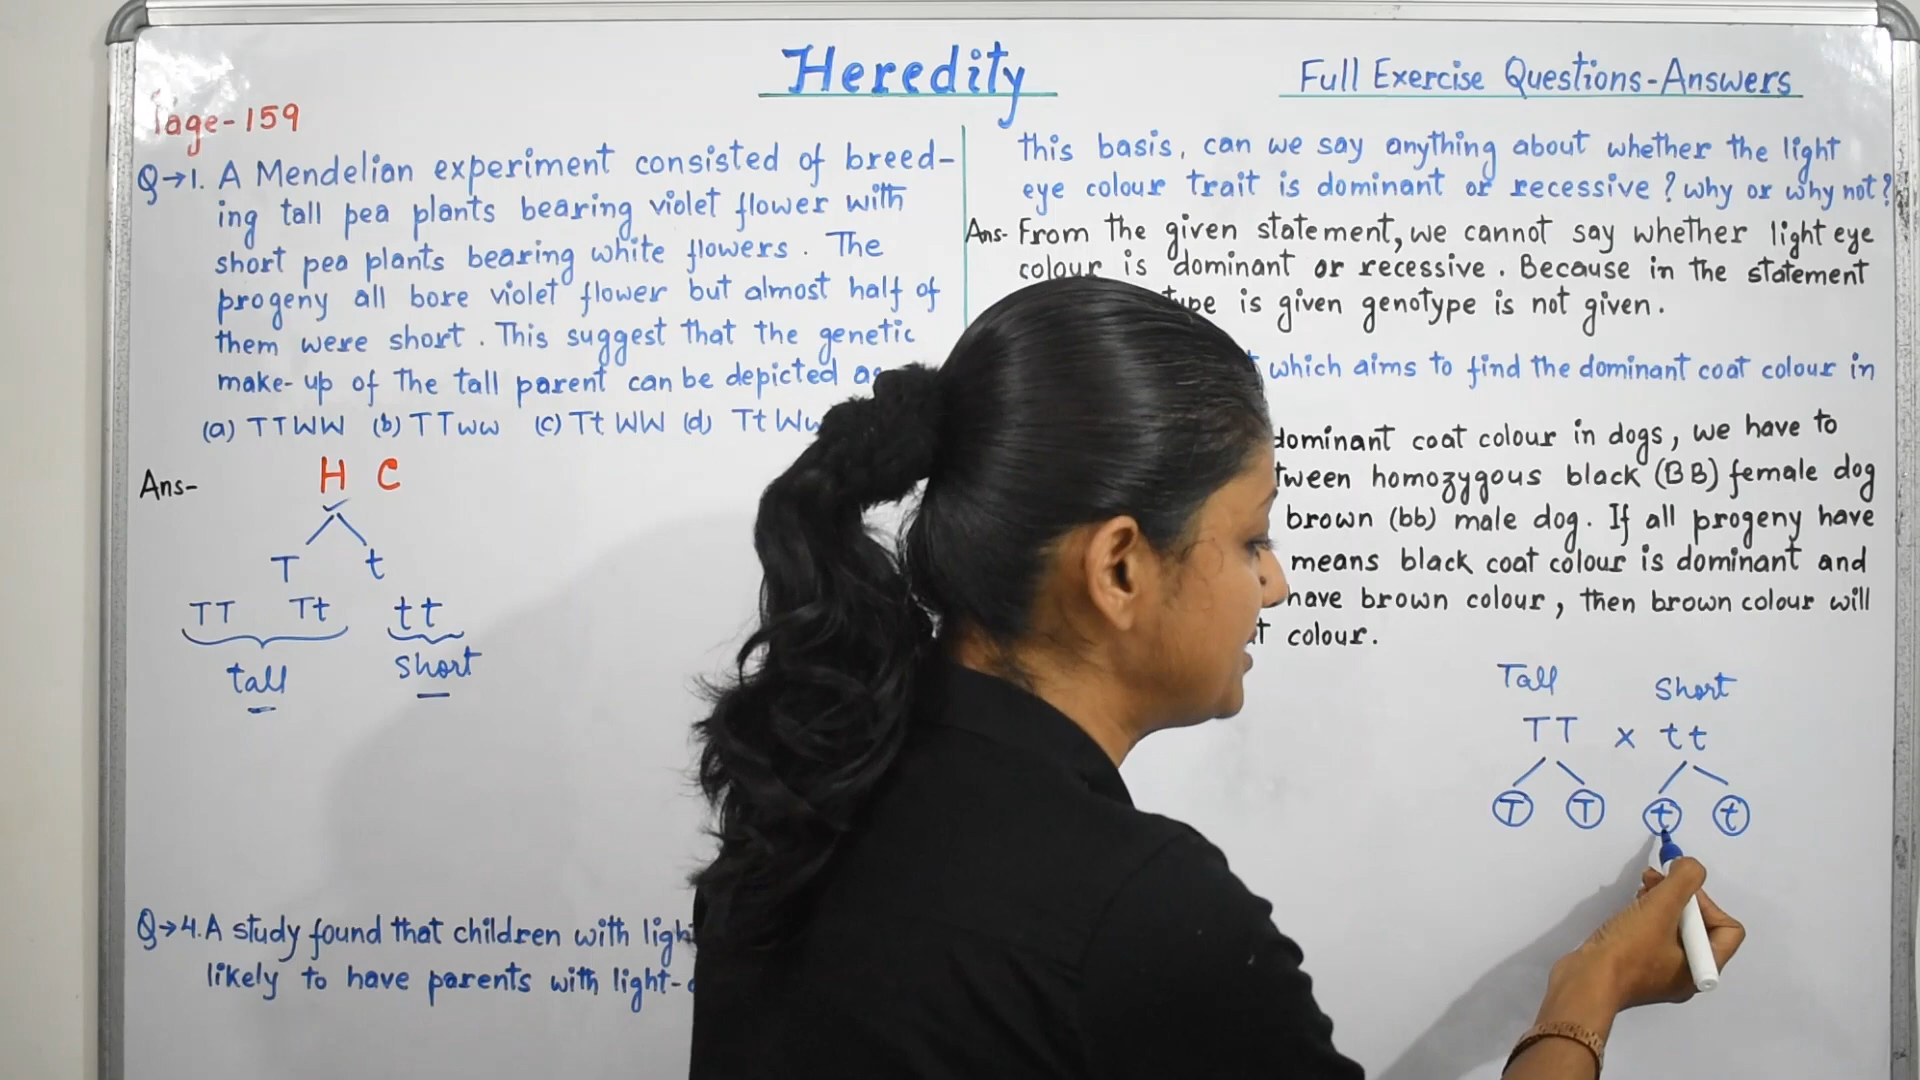 Heredity
Full Exercise Questions-Answers
Page-159
Q→1. A Mendelian experiment consisted of breed-
ing tall pea plants bearing violet flower with
short pea plants bearing white flowers. The
progeny all bore violet flower but almost half of
them were short. This suggest that the genetic
make-up of the tall parent can be depicted as
(a) TTWW (b) TTww (c) TtWW (d) TtWw
Ans-
H C
T t
TT Tt tt
tall short
Q→4. A study found that children with light
likely to have parents with light-
this basis, can we say anything about whether the light
eye colour trait is dominant or recessive? why or why not?
Ans- From the given statement, we cannot say whether light eye
colour is dominant or recessive. Because in the statement
is given genotype is not given.
which aims to find the dominant coat colour in
dominant coat colour in dogs, we have to
homozygous black (BB) female dog
brown (bb) male dog. If all progeny have
means black coat colour is dominant and
have brown colour, then brown colour will
colour.
Tall Short
TT x tt
T T t t